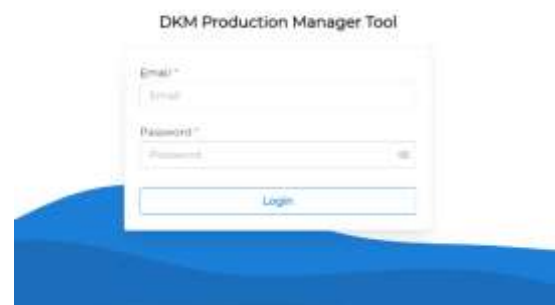 DKM Production Manager Tool
Email *
Email
Password *
Password
Login